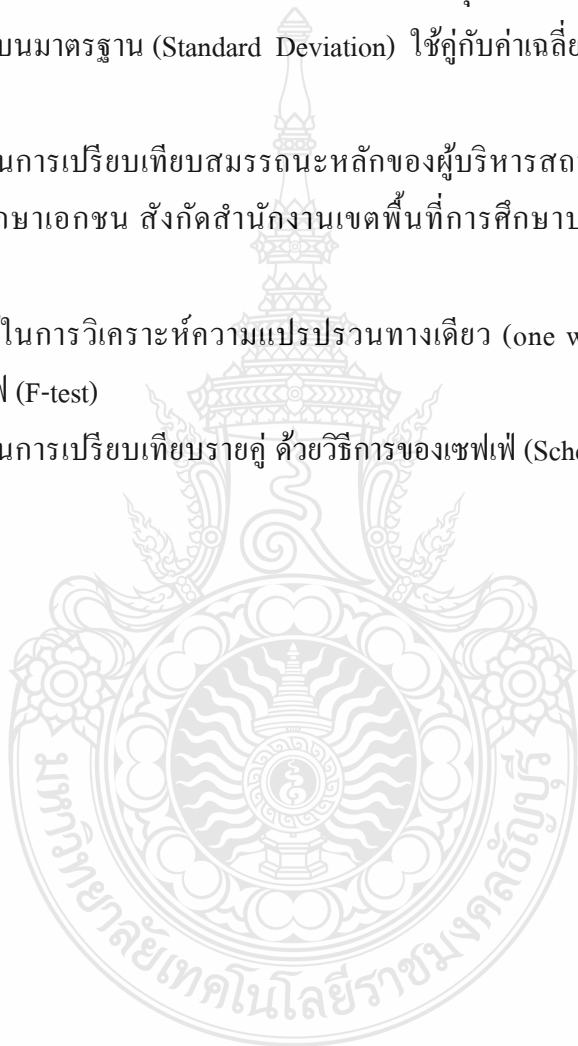 บนมาตรฐาน (Standard Deviation) ใช้คู่กับค่าเฉลี่ย
นการเปรียบเทียบสมรรถนะหลักของผู้บริหารสถา
กษาเอกชน สังกัดสำนักงานเขตพื้นที่การศึกษาป
ในการวิเคราะห์ความแปรปรวนทางเดียว (one w
(F-test)
นการเปรียบเทียบรายคู่ ด้วยวิธีการของเซฟเฟ่ (Sche
มหาวิทยาลัยเทคโนโลยีราชมงคลธัญบุรี